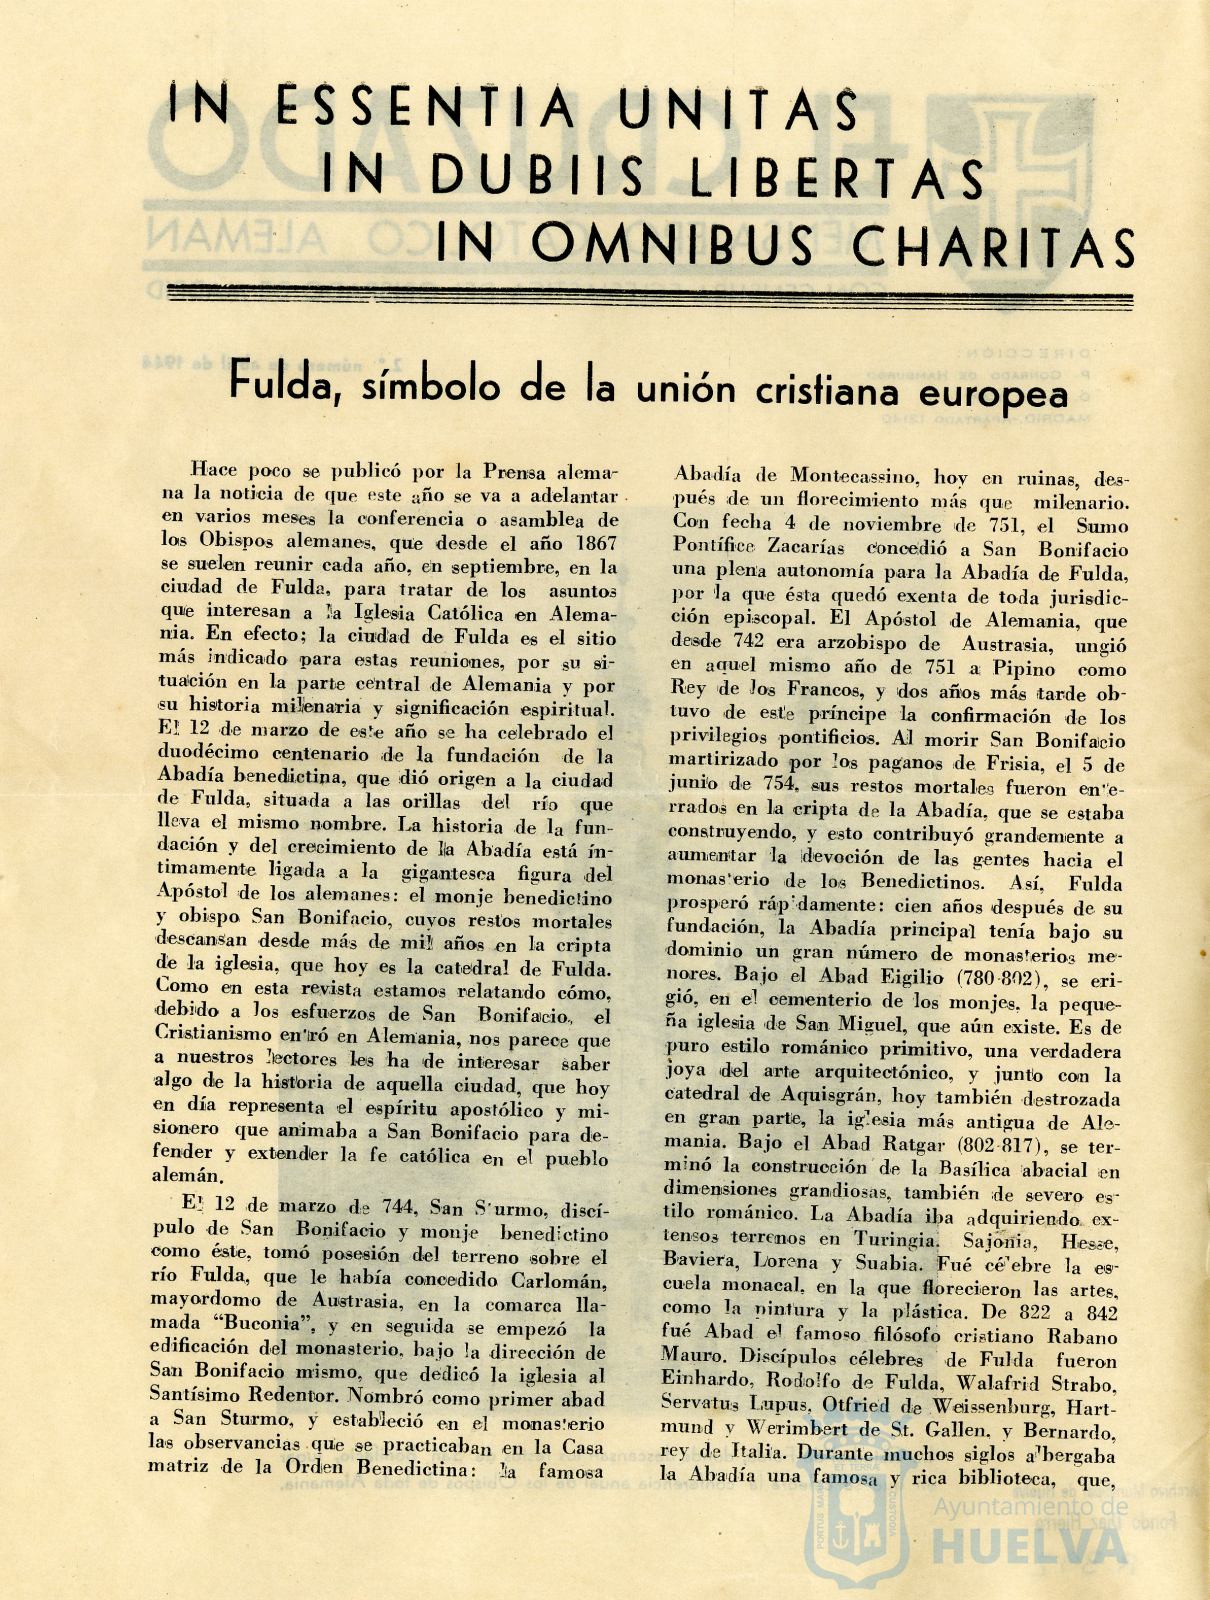 IN ESSENTIA UNITAS
IN DUBIIS LIBERTAS
IN OMNIBUS CHARITAS
Fulda, símbolo de la unión cristiana europea
Hace poco se publicó por la Prensa alema-
na la noticia de que este año se va a adelantar
en varios meses la conferencia o asamblea de
los Obispos alemanes, que desde el año 1867
se suelen reunir cada año, en septiembre, en la
ciudad de Fulda, para tratar de los asuntos
que interesan a la Iglesia Católica en Alema-
nia. En efecto; la ciudad de Fulda es el sitio
más indicado para estas reuniones, por su si-
tuación en la parte central de Alemania y por
su historia milenaria y significación espiritual.
El 12 de marzo de este año se ha celebrado el
duodécimo centenario de la fundación de la
Abadía benedictina, que dió origen a la ciudad
de Fulda, situada a las orillas del río que
lleva el mismo nombre. La historia de la fun-
dación y del crecimiento de la Abadía está ín-
timamente ligada a la gigantesca figura del
Apóstol de los alemanes: el monje benedictino
y obispo San Bonifacio, cuyos restos mortales
descansan desde más de mil años en la cripta
de la iglesia, que hoy es la catedral de Fulda.
Como en esta revista estamos relatando cómo,
debido a los esfuerzos de San Bonifacio, el
Cristianismo entró en Alemania, nos parece que
a nuestros lectores les ha de interesar saber
algo de la historia de aquella ciudad, que hoy
en día representa el espíritu apostólico y mi-
sionero que animaba a San Bonifacio para de-
fender y extender la fe católica en el pueblo
alemán.
El 12 de marzo de 744, San Sturmo, discí-
pulo de San Bonifacio y monje benedictino
como éste, tomó posesión del terreno sobre el
río Fulda, que le había concedido Carlomán,
mayordomo de Austrasia, en la comarca lla-
mada "Buconia", y en seguida se empezó la
edificación del monasterio, bajo la dirección de
San Bonifacio mismo, que dedicó la iglesia al
Santísimo Redentor. Nombró como primer abad
a San Sturmo, y estableció en el monasterio
las observancias que se practicaban en la Casa
matriz de la Orden Benedictina: la famosa
Abadía de Montecassino, hoy en ruinas, des-
pués de un florecimiento más que milenario.
Con fecha 4 de noviembre de 751, el Sumo
Pontífice Zacarías concedió a San Bonifacio
una plena autonomía para la Abadía de Fulda,
por la que ésta quedó exenta de toda jurisdic-
ción episcopal. El Apóstol de Alemania, que
desde 742 era arzobispo de Austrasia, ungió
en aquel mismo año de 751 a Pipino como
Rey de los Francos, y dos años más tarde ob-
tuvo de este príncipe la confirmación de los
privilegios pontificios. Al morir San Bonifacio
martirizado por los paganos de Frisia, el 5 de
junio de 754, sus restos mortales fueron ente-
rrados en la cripta de la Abadía, que se estaba
construyendo, y esto contribuyó grandemente a
aumentar la devoción de las gentes hacia el
monasterio de los Benedictinos. Así, Fulda
prosperó rápidamente: cien años después de su
fundación, la Abadía principal tenía bajo su
dominio un gran número de monasterios me-
nores. Bajo el Abad Eigilio (780-802), se eri-
gió, en el cementerio de los monjes, la peque-
ña iglesia de San Miguel, que aún existe. Es de
puro estilo románico primitivo, una verdadera
joya del arte arquitectónico, y junto con la
catedral de Aquisgrán, hoy también destrozada
en gran parte, la iglesia más antigua de Ale-
mania. Bajo el Abad Ratgar (802-817), se ter-
minó la construcción de la Basílica abacial en
dimensiones grandiosas, también de severo es-
tilo románico. La Abadía iba adquiriendo ex-
tensos terrenos en Turingia, Sajonia, Hesse,
Baviera, Lorena y Suabia. Fué célebre la es-
cuela monacal, en la que florecieron las artes,
como la pintura y la plástica. De 822 a 842
fué Abad el famoso filósofo cristiano Rabano
Mauro. Discípulos célebres de Fulda fueron
Einhardo, Rodolfo de Fulda, Walafrid Strabo,
Servatus Lupus, Otfried de Weissenburg, Hart-
mund y Werimbert de St. Gallen, y Bernardo,
rey de Italia. Durante muchos siglos albergaba
la Abadía una famosa y rica biblioteca, que,
Ayuntamiento de
HUELVA